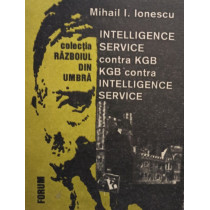 Mihail I. Ionescu
INTELLIGENCE
SERVICE
contra KGB
KGB contra
INTELLIGENCE
SERVICE
colecția
RĂZBOIUL
DIN
UMBRĂ
FORUM